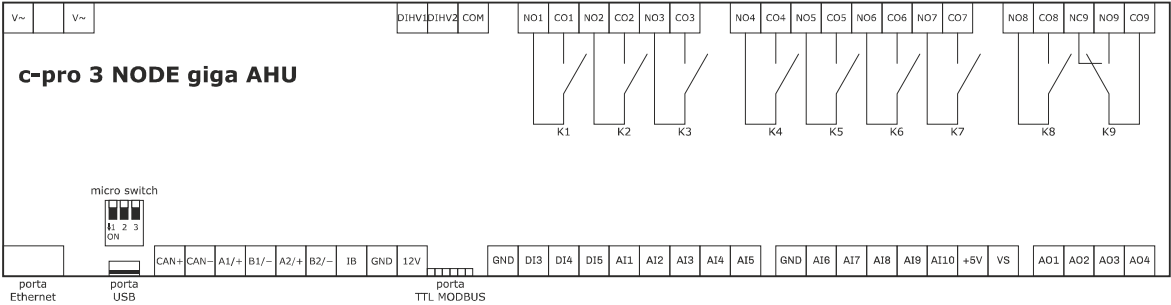 V~ V~ DIHV1 DIHV2 COM NO1 CO1 NO2 CO2 NO3 CO3 NO4 CO4 NO5 CO5 NO6 CO6 NO7 CO7 NO8 CO8 NC9 NO9 CO9
c-pro 3 NODE giga AHU
K1 K2 K3 K4 K5 K6 K7 K8 K9
micro switch
1 2 3
ON
CAN+ CAN− A1/+ B1/− A2/+ B2/− IB GND 12V GND DI3 DI4 DI5 AI1 AI2 AI3 AI4 AI5 GND AI6 AI7 AI8 AI9 AI10 +5V VS AO1 AO2 AO3 AO4
porta
Ethernet
porta
USB
porta
TTL MODBUS